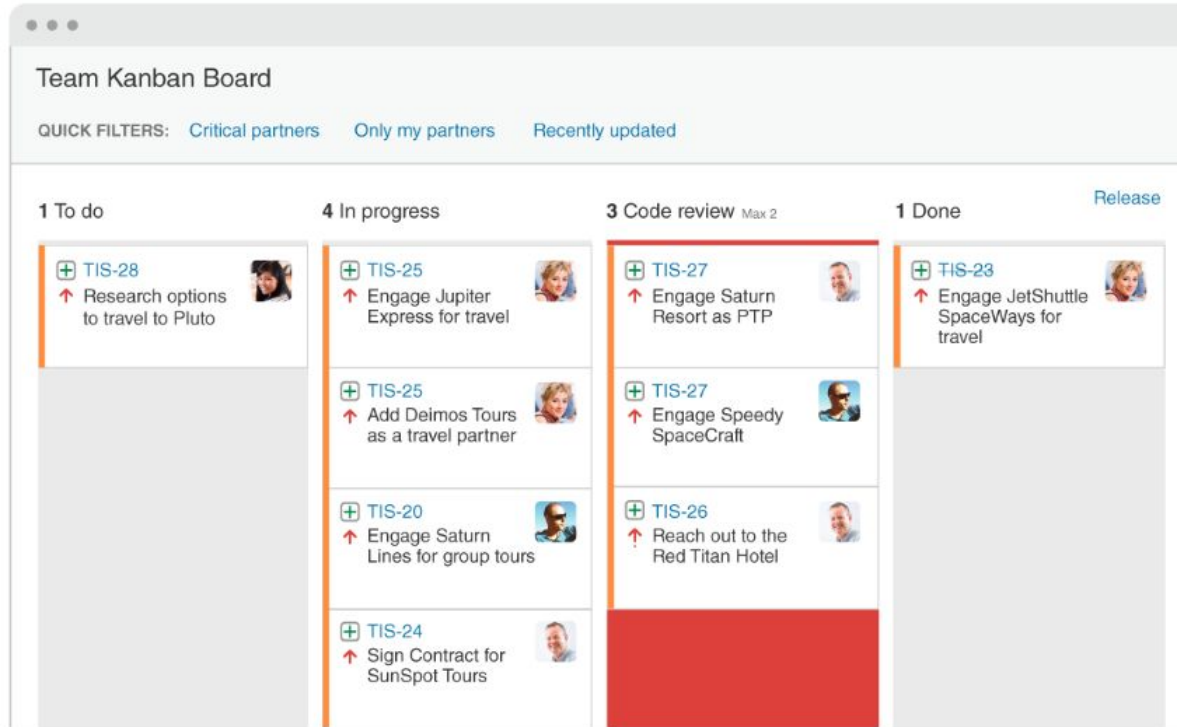 Team Kanban Board
QUICK FILTERS: Critical partners Only my partners Recently updated
Release
1 To do
TIS-28
Research options
to travel to Pluto
4 In progress
TIS-25
Engage Jupiter
Express for travel
TIS-25
Add Deimos Tours
as a travel partner
TIS-20
Engage Saturn
Lines for group tours
TIS-24
Sign Contract for
SunSpot Tours
3 Code review Max 2
TIS-27
Engage Saturn
Resort as PTP
TIS-27
Engage Speedy
SpaceCraft
TIS-26
Reach out to the
Red Titan Hotel
1 Done
TIS-23
Engage JetShuttle
SpaceWays for
travel